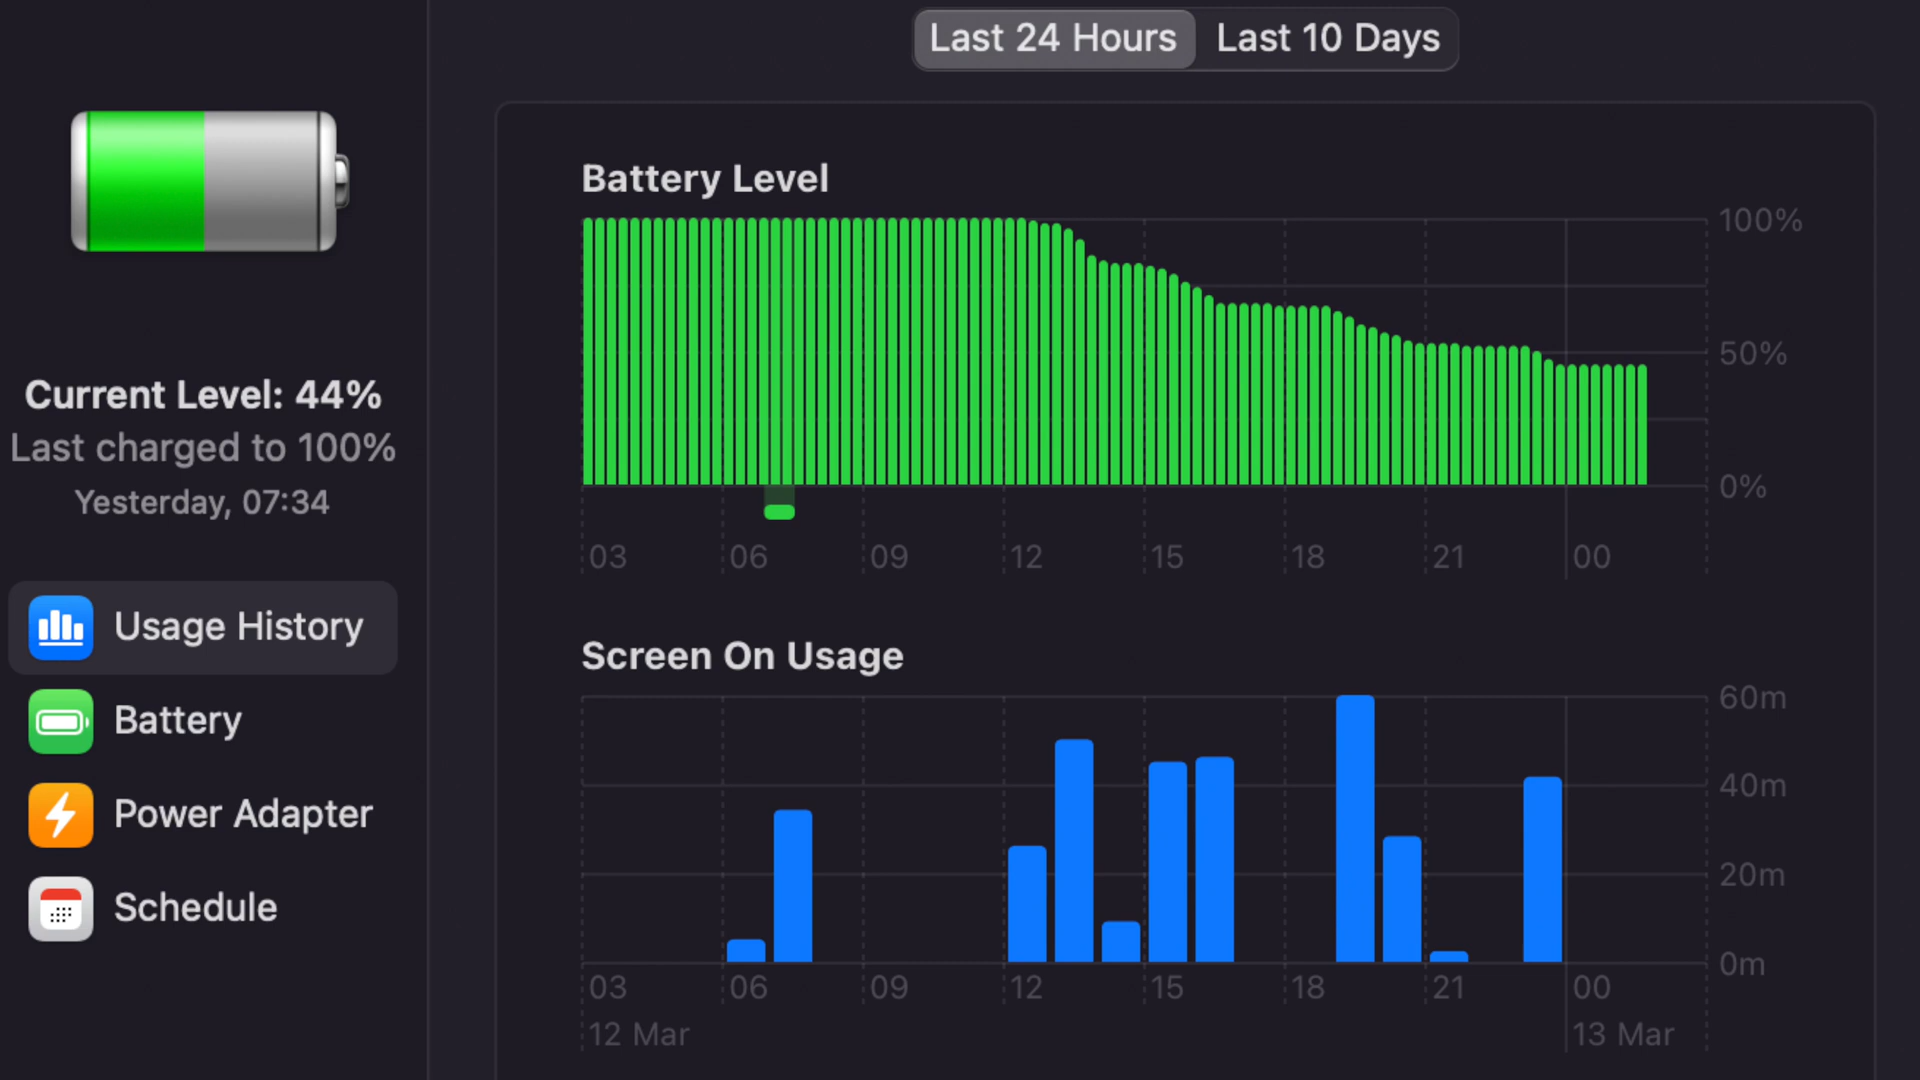 Last 24 Hours Last 10 Days
Current Level: 44%
Last charged to 100%
Yesterday, 07:34
Usage History
Battery
Power Adapter
Schedule
Battery Level
100%
50%
0%
03 06 09 12 15 18 21 00
Screen On Usage
60m
40m
20m
0m
03 06 09 12 15 18 21 00
12 Mar 13 Mar